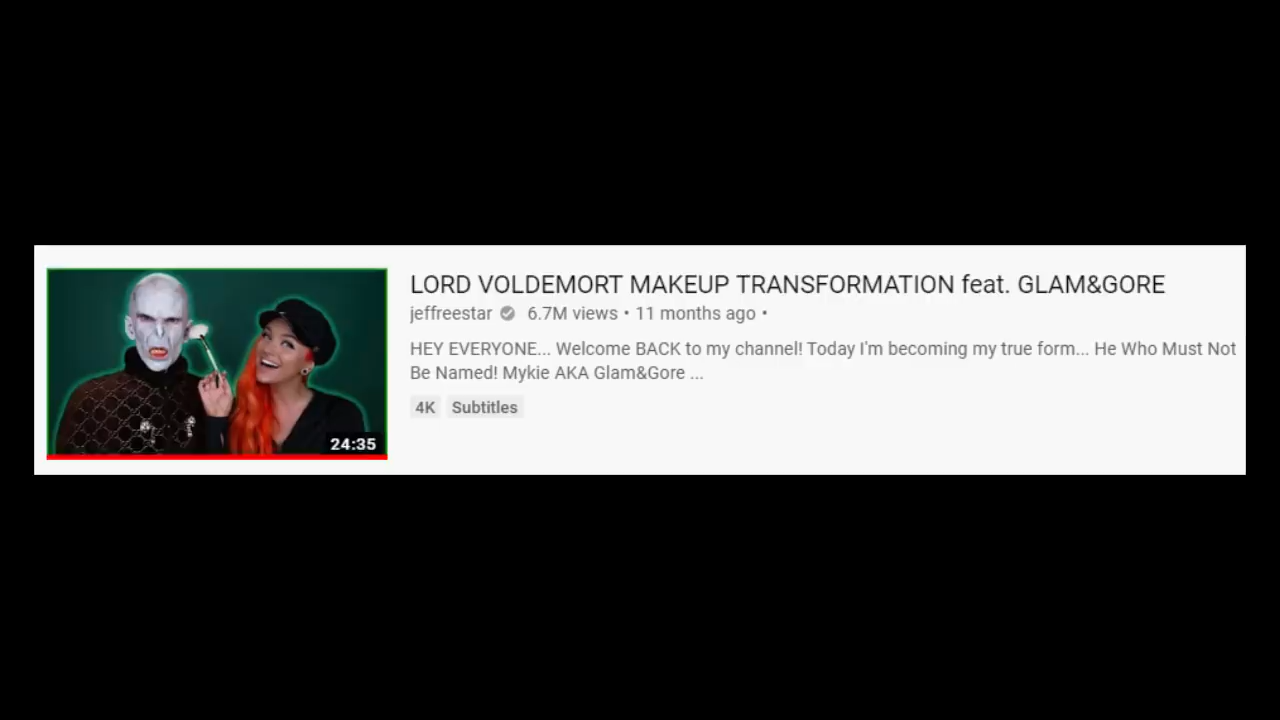 LORD VOLDEMORT MAKEUP TRANSFORMATION feat. GLAM&GORE
jeffreestar 6.7M views • 11 months ago •
HEY EVERYONE... Welcome BACK to my channel! Today I'm becoming my true form... He Who Must Not
Be Named! Mykie AKA Glam&Gore ...
4K Subtitles
24:35